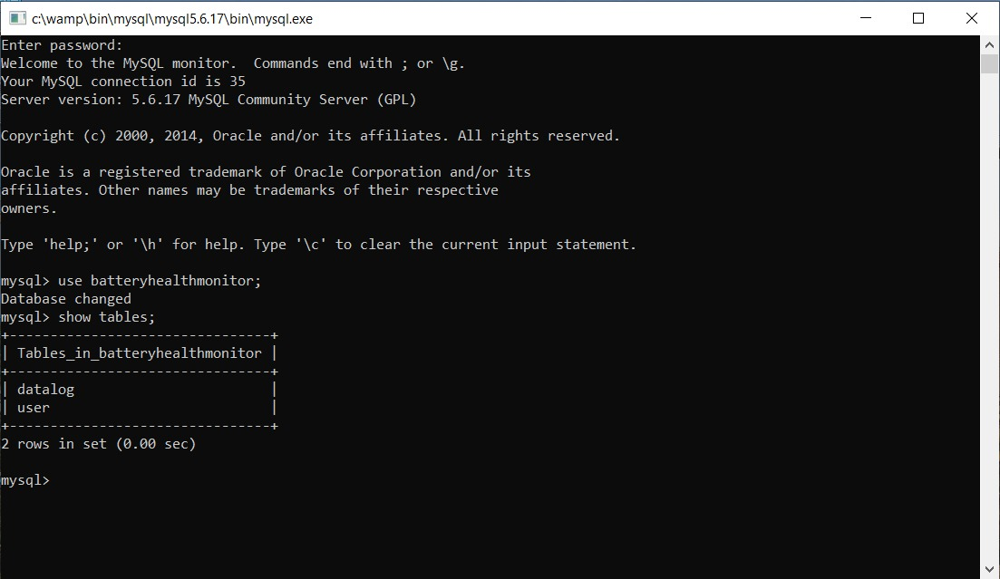 c:\wamp\bin\mysql\mysql5.6.17\bin\mysql.exe
Enter password:
Welcome to the MySQL monitor.  Commands end with ; or \g.
Your MySQL connection id is 35
Server version: 5.6.17 MySQL Community Server (GPL)
Copyright (c) 2000, 2014, Oracle and/or its affiliates. All rights reserved.
Oracle is a registered trademark of Oracle Corporation and/or its
affiliates. Other names may be trademarks of their respective
owners.
Type 'help;' or '\h' for help. Type '\c' to clear the current input statement.
mysql> use batteryhealthmonitor;
Database changed
mysql> show tables;
+--------------------------------+
| Tables_in_batteryhealthmonitor |
+--------------------------------+
| datalog                        |
| user                           |
+--------------------------------+
2 rows in set (0.00 sec)
mysql>